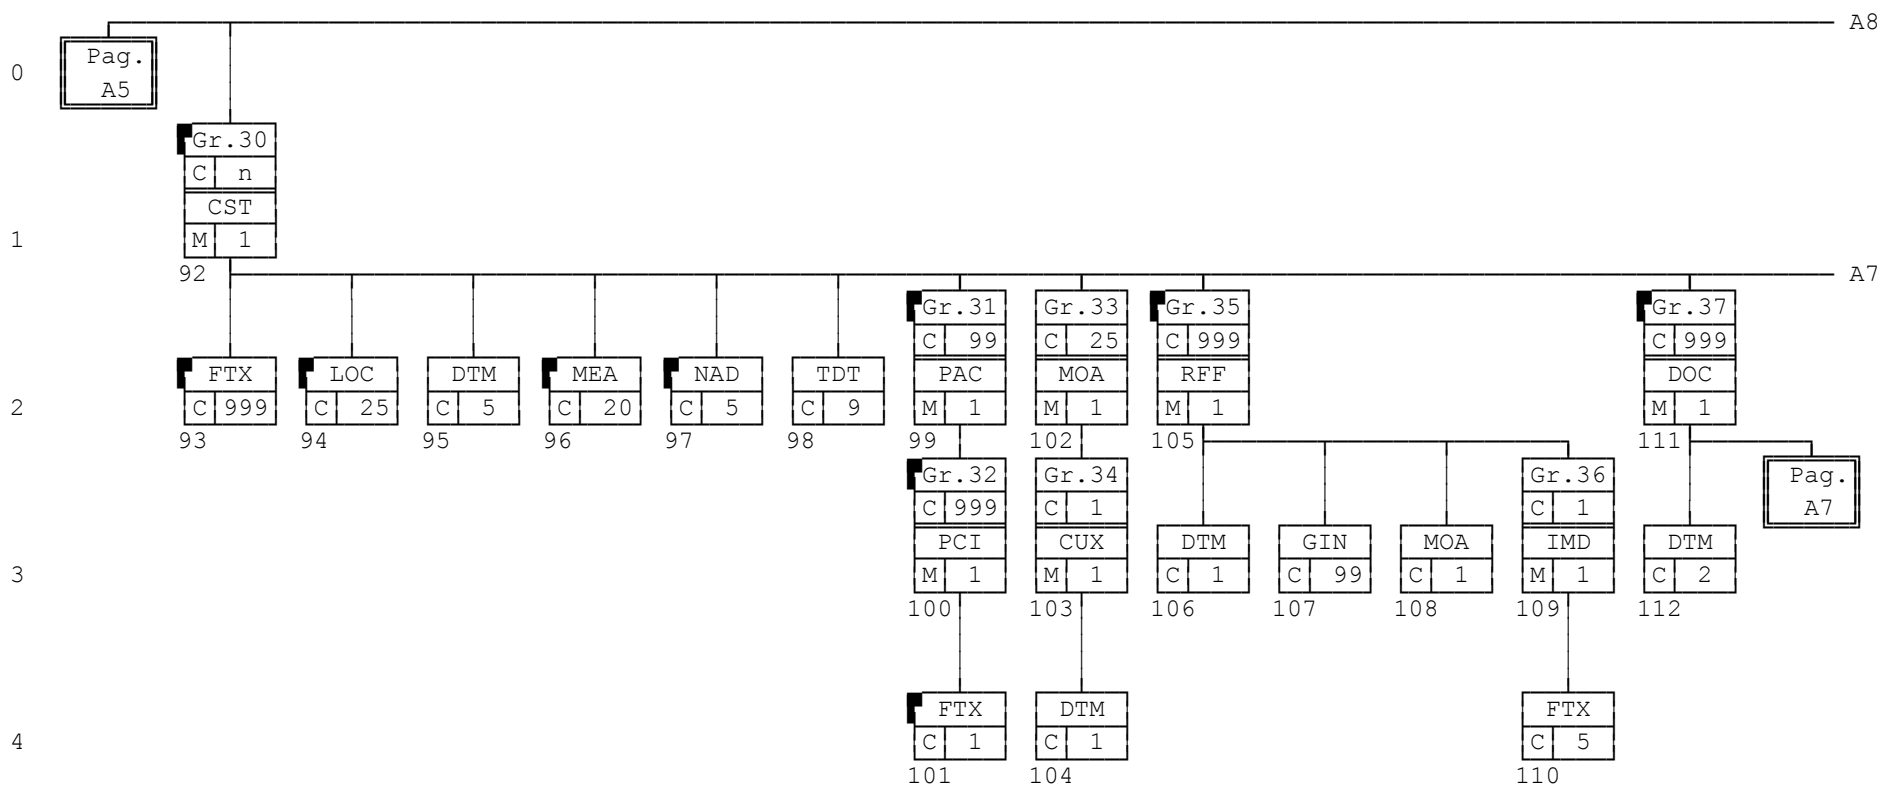 A8
Pag.
0
A5
Gr.30
C n
CST
1 M 1
92 A7
Gr.31 Gr.33 Gr.35 Gr.37
C 99 C 25 C 999 C 999
FTX LOC DTM MEA NAD TDT PAC MOA RFF DOC
2 C 999 C 25 C 5 C 20 C 5 C 9 M 1 M 1 M 1 M 1
93 94 95 96 97 98 99 102 105 111
Gr.32 Gr.34 Gr.36 Pag.
C 999 C 1 C 1 A7
PCI CUX DTM GIN MOA IMD DTM
3 M 1 M 1 C 1 C 99 C 1 M 1 C 2
100 103 106 107 108 109 112
FTX DTM FTX
4 C 1 C 1 C 5
101 104 110